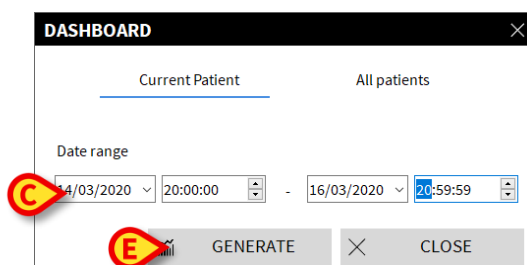 DASHBOARD
Current Patient All patients
Date range
C 14/03/2020 20:00:00 - 16/03/2020 20:59:59
E GENERATE CLOSE